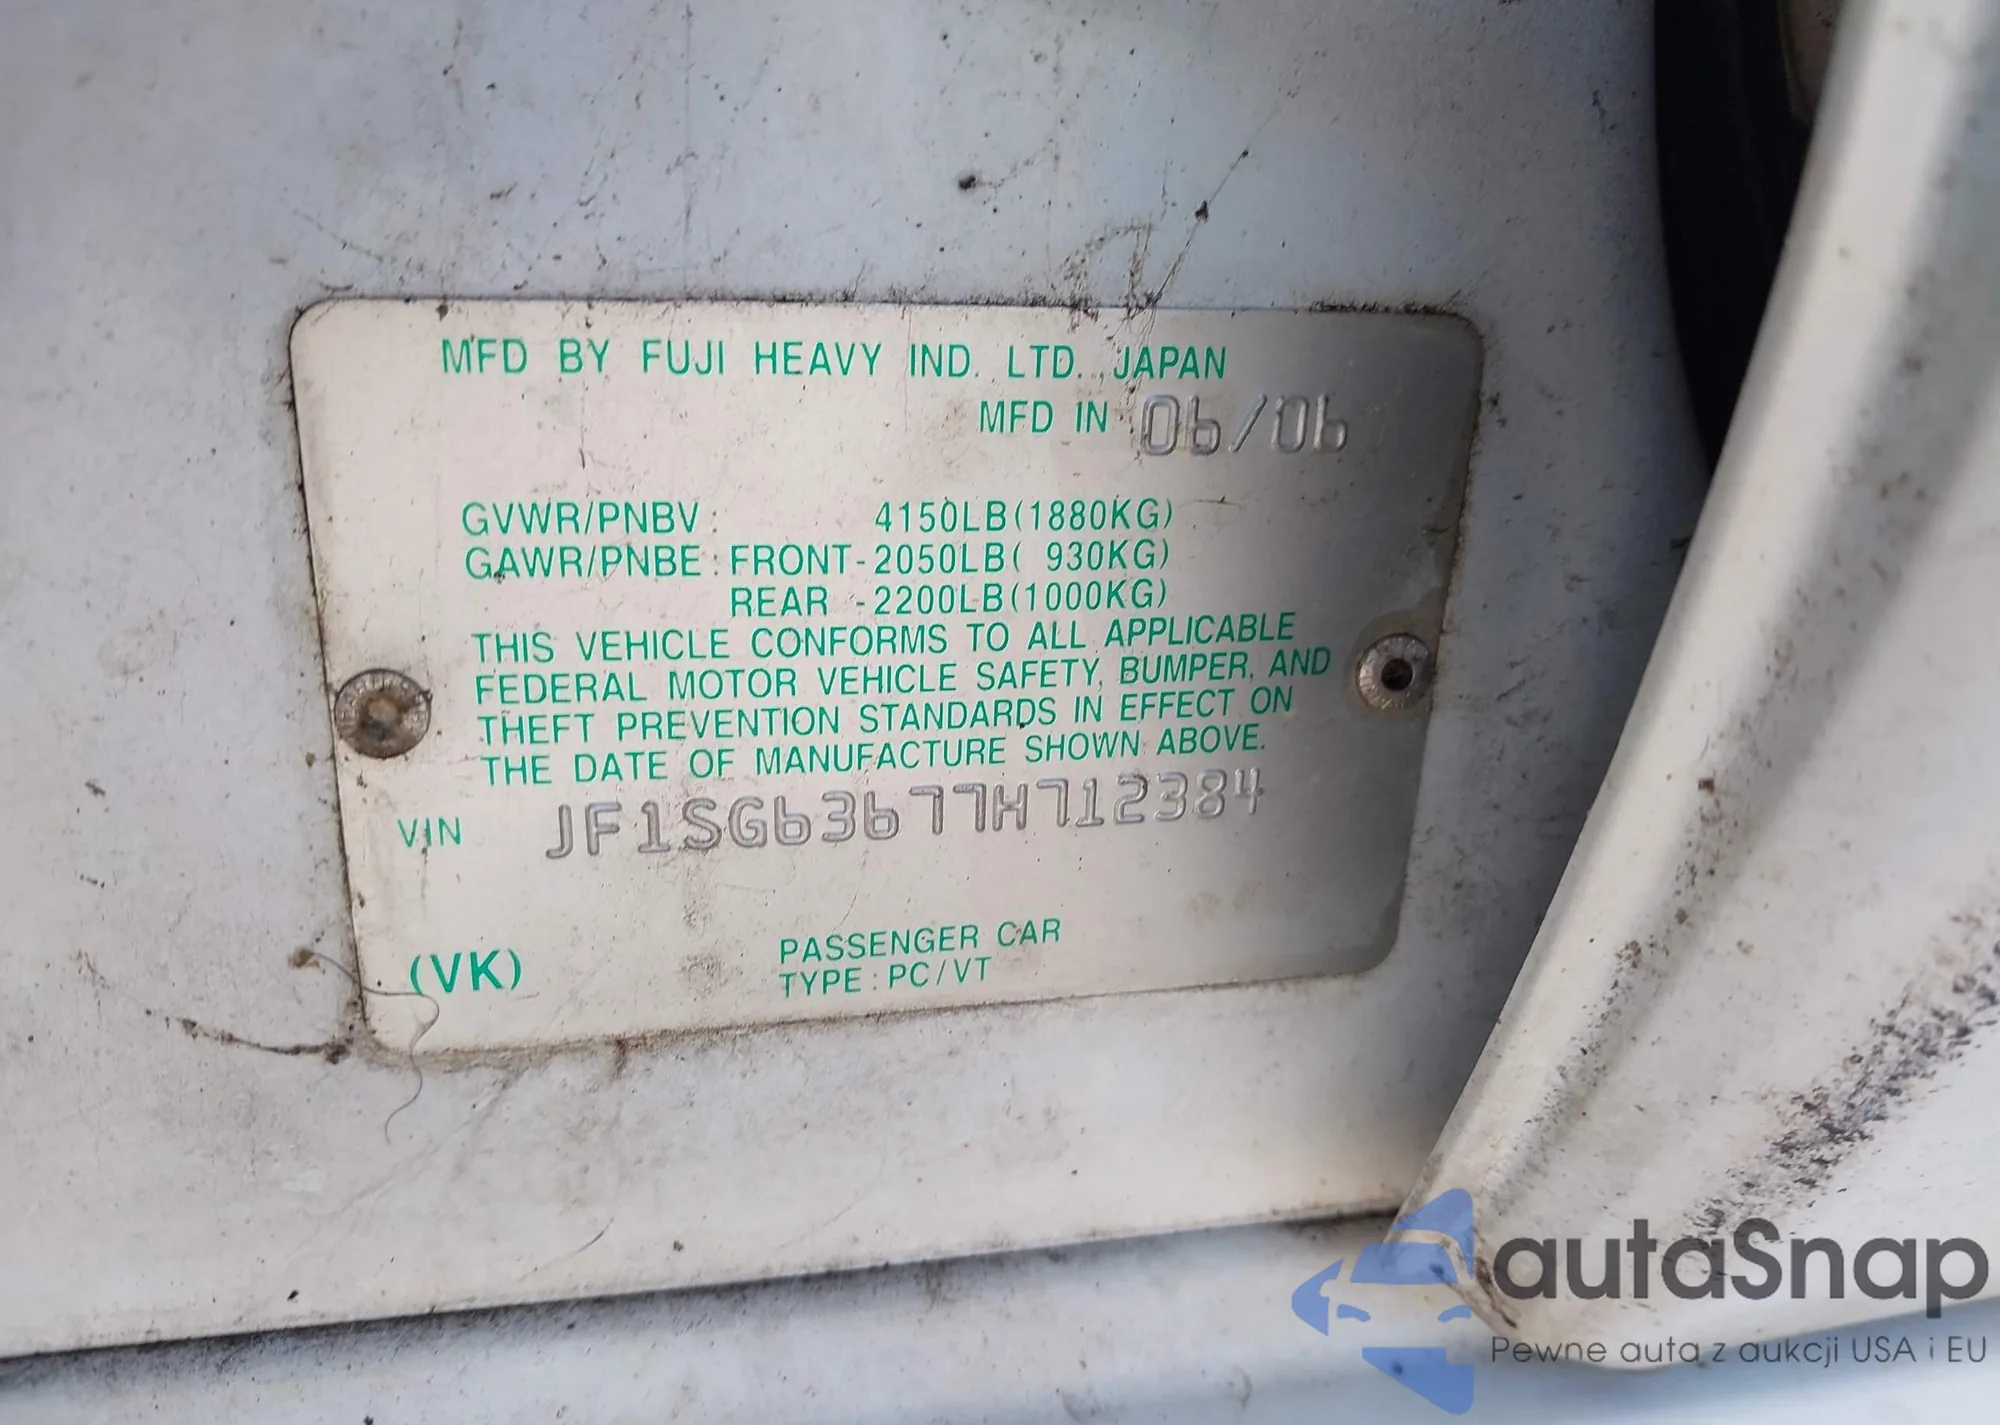 MFD BY FUJI HEAVY IND. LTD., JAPAN
MFD IN 06/06
GVWR/PNBV: 4150LB(1880KG)
GAWR/PNBE: FRONT-2050LB( 930KG)
REAR -2200LB(1000KG)
THIS VEHICLE CONFORMS TO ALL APPLICABLE
FEDERAL MOTOR VEHICLE SAFETY, BUMPER, AND
THEFT PREVENTION STANDARDS IN EFFECT ON
THE DATE OF MANUFACTURE SHOWN ABOVE.
VIN JF1SG63677H712384
(VK)
PASSENGER CAR
TYPE: PC/VT
autaSnap
Pewne auta z aukcji USA i EU